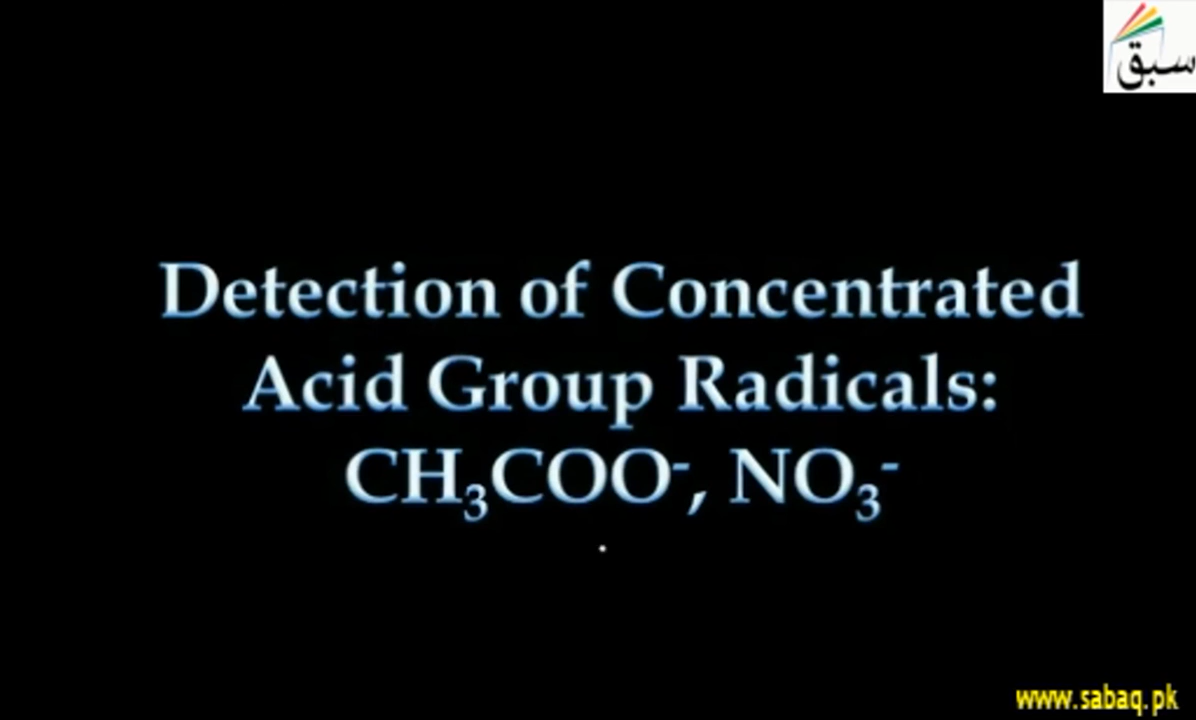 سبق
Detection of Concentrated
Acid Group Radicals:
CH₃COO⁻, NO₃⁻
www.sabaq.pk